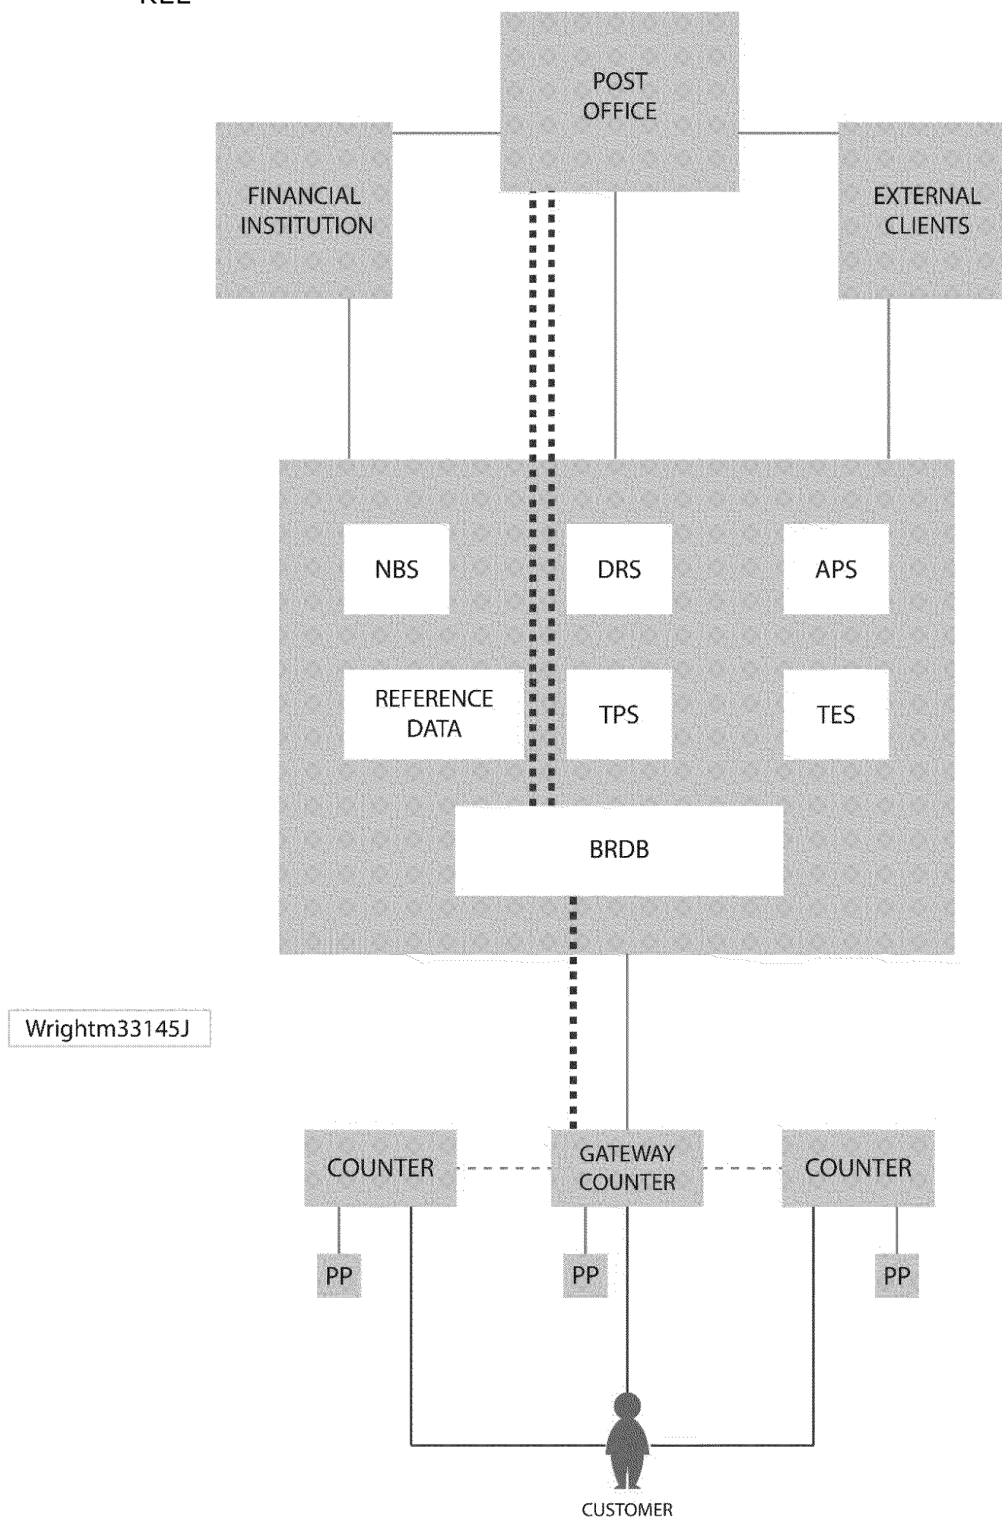 KEL
POST
OFFICE
FINANCIAL
INSTITUTION
EXTERNAL
CLIENTS
NBS
DRS
APS
REFERENCE
DATA
TPS
TES
BRDB
Wrightm33145J
COUNTER
GATEWAY
COUNTER
COUNTER
PP
PP
PP
CUSTOMER